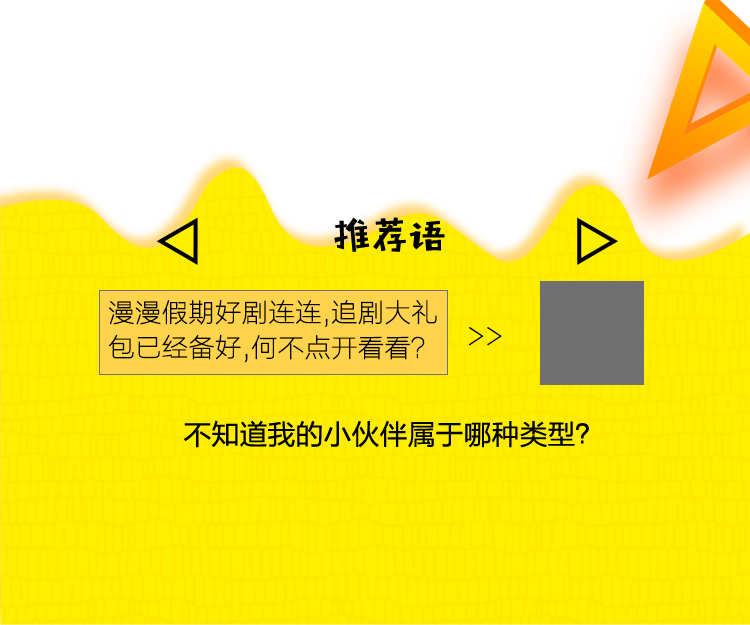 推荐语
漫漫假期好剧连连,追剧大礼
包已经备好,何不点开看看?
>>
不知道我的小伙伴属于哪种类型?